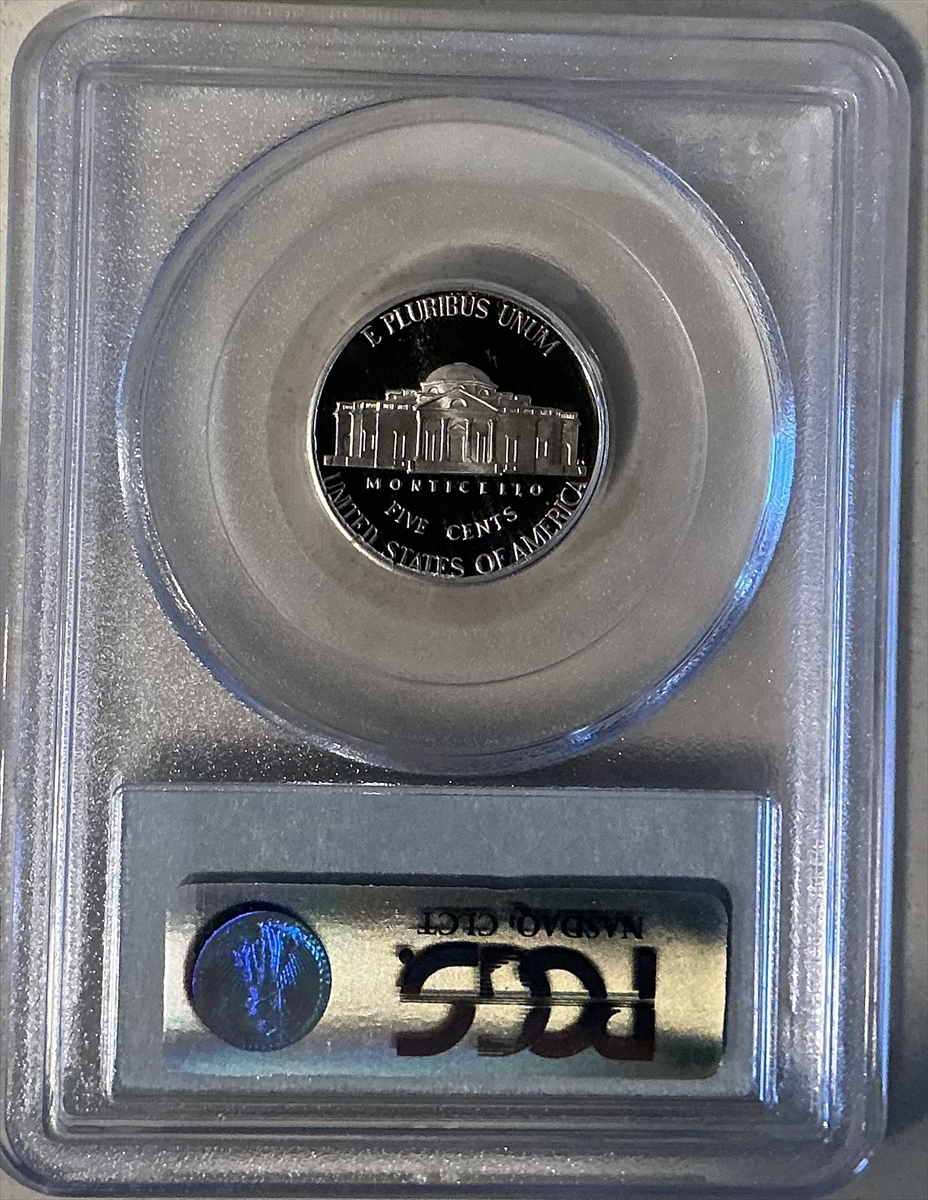 E PLURIBUS UNUM
MONTICELLO
FIVE CENTS
UNITED STATES OF AMERICA
PCGS
NASDAQ: CLCT